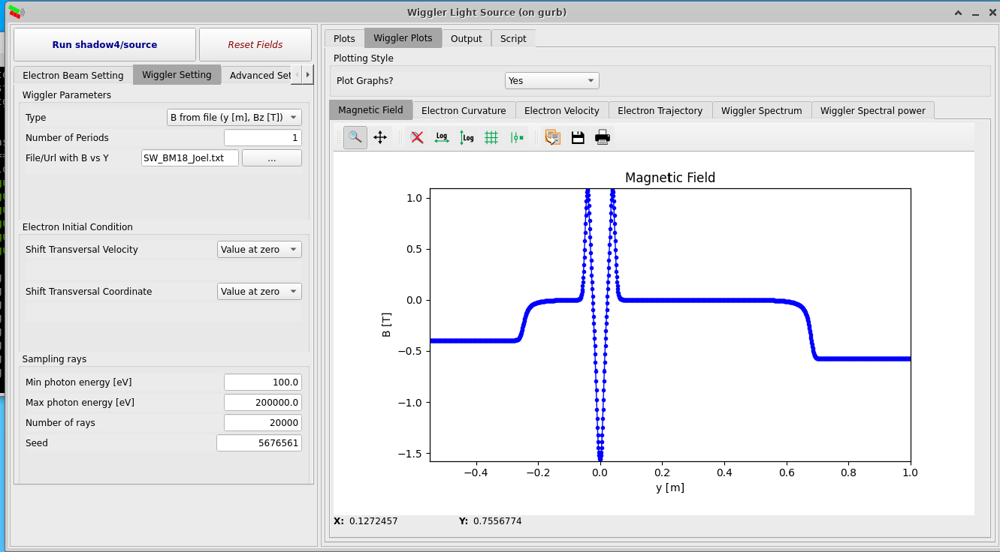 Wiggler Light Source (on gurb)
Run shadow4/source
Reset Fields
Electron Beam Setting
Wiggler Setting
Advanced Set
Wiggler Parameters
Type
B from file (y [m], Bz [T])
Number of Periods
1
File/Url with B vs Y
SW_BM18_Joel.txt
...
Electron Initial Condition
Shift Transversal Velocity
Value at zero
Shift Transversal Coordinate
Value at zero
Sampling rays
Min photon energy [eV]
100.0
Max photon energy [eV]
200000.0
Number of rays
20000
Seed
5676561
Plots
Wiggler Plots
Output
Script
Plotting Style
Plot Graphs?
Yes
Magnetic Field
Electron Curvature
Electron Velocity
Electron Trajectory
Wiggler Spectrum
Wiggler Spectral power
Log
Log
Magnetic Field
1.0
0.5
0.0
−0.5
−1.0
−1.5
B [T]
−0.4
−0.2
0.0
0.2
0.4
0.6
0.8
1.0
y [m]
X: 0.1272457
Y: 0.7556774